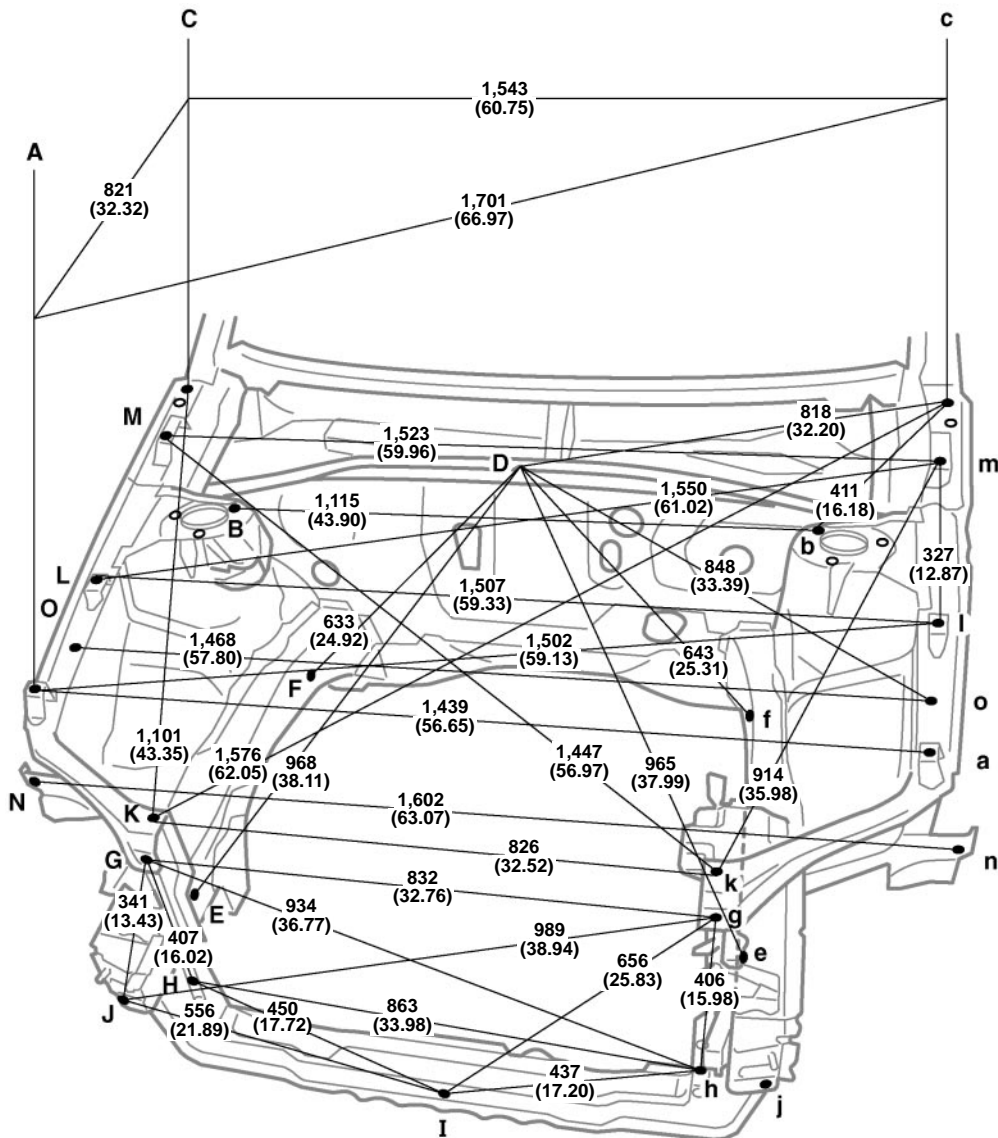 C
c
1,543
(60.75)
A
821
(32.32)
1,701
(66.97)
M
818
(32.20)
1,523
(59.96)
D
m
1,550
(61.02)
411
(16.18)
1,115
(43.90)
B
b
327
(12.87)
L
848
(33.39)
1,507
(59.33)
O
l
633
(24.92)
1,468
(57.80)
1,502
(59.13)
643
(25.31)
F
o
1,439
(56.65)
f
1,101
(43.35)
1,576
(62.05)
968
(38.11)
1,447
(56.97)
965
(37.99)
914
(35.98)
a
N
1,602
(63.07)
K
826
(32.52)
n
G
k
832
(32.76)
341
(13.43)
E
934
(36.77)
g
407
(16.02)
989
(38.94)
e
656
(25.83)
406
(15.98)
H
J
556
(21.89)
450
(17.72)
863
(33.98)
437
(17.20)
h
j
I